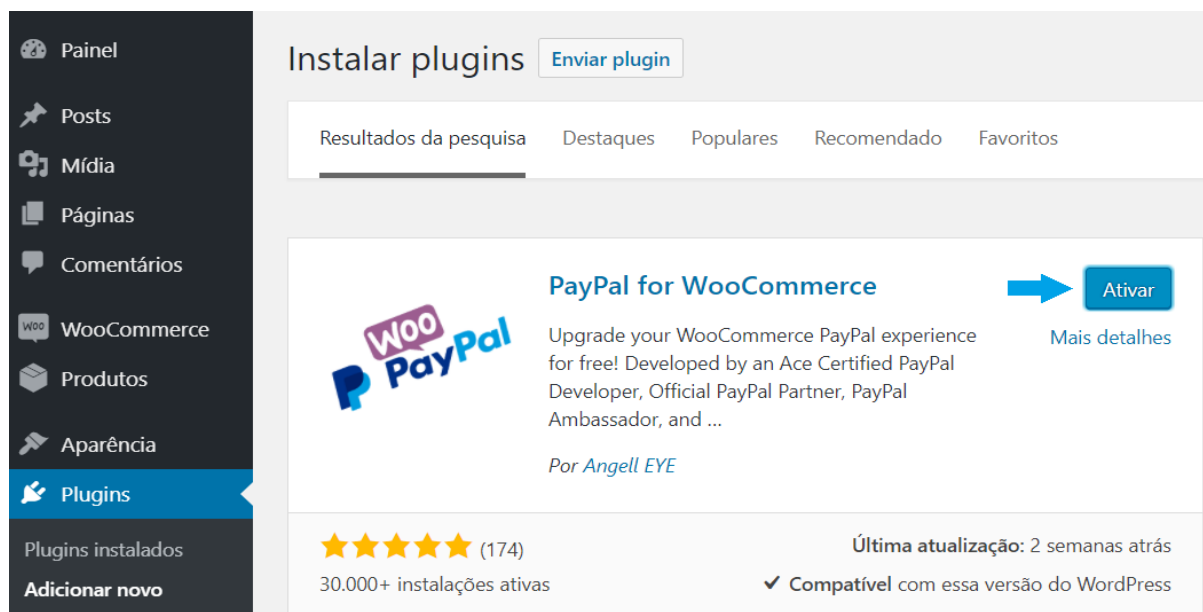 Painel
Posts
Mídia
Páginas
Comentários
Woo WooCommerce
Produtos
Aparência
Plugins
Plugins instalados
Adicionar novo
Instalar plugins Enviar plugin
Resultados da pesquisa Destaques Populares Recomendado Favoritos
WOO
PayPal
PayPal for WooCommerce
Ativar
Mais detalhes
Upgrade your WooCommerce PayPal experience
for free! Developed by an Ace Certified PayPal
Developer, Official PayPal Partner, PayPal
Ambassador, and ...
Por Angell EYE
(174)
30.000+ instalações ativas
Última atualização: 2 semanas atrás
✔ Compatível com essa versão do WordPress